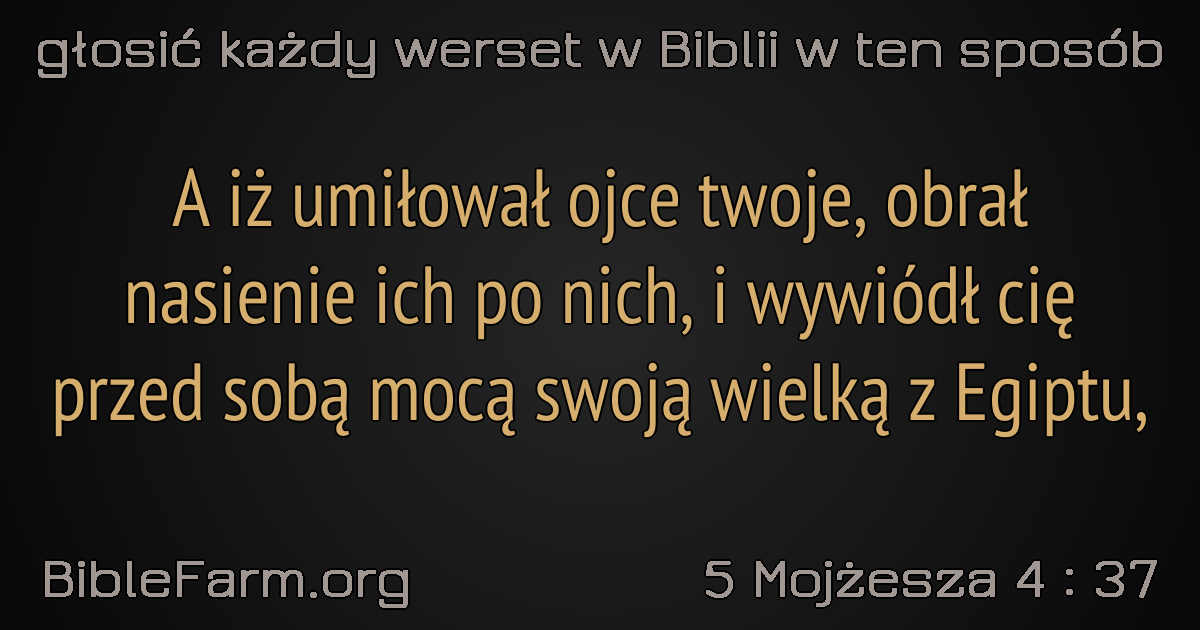 głosić każdy werset w Biblii w ten sposób
A iż umiłował ojce twoje, obrał
nasienie ich po nich, i wywiódł cię
przed sobą mocą swoją wielką z Egiptu,
BibleFarm.org
5 Mojżesza 4 : 37